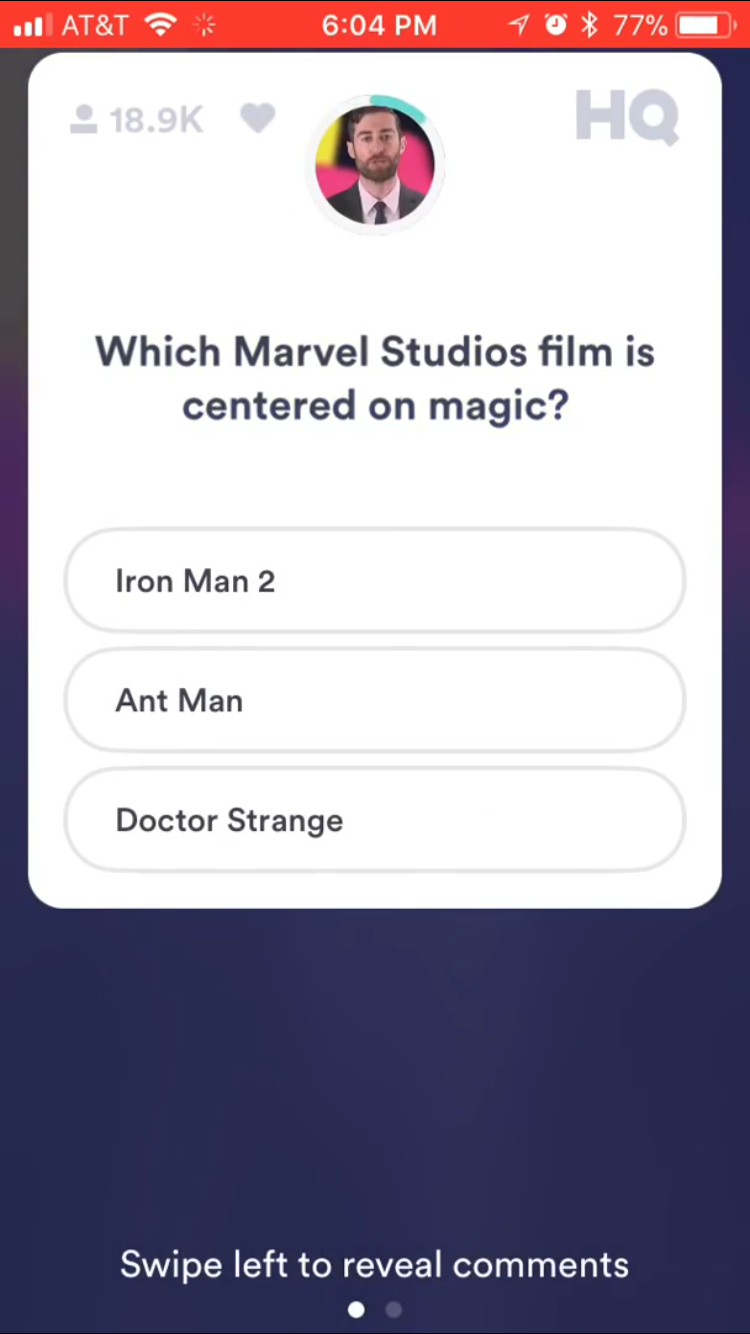 AT&T 6:04 PM 77%
18.9K HQ
Which Marvel Studios film is
centered on magic?
Iron Man 2
Ant Man
Doctor Strange
Swipe left to reveal comments